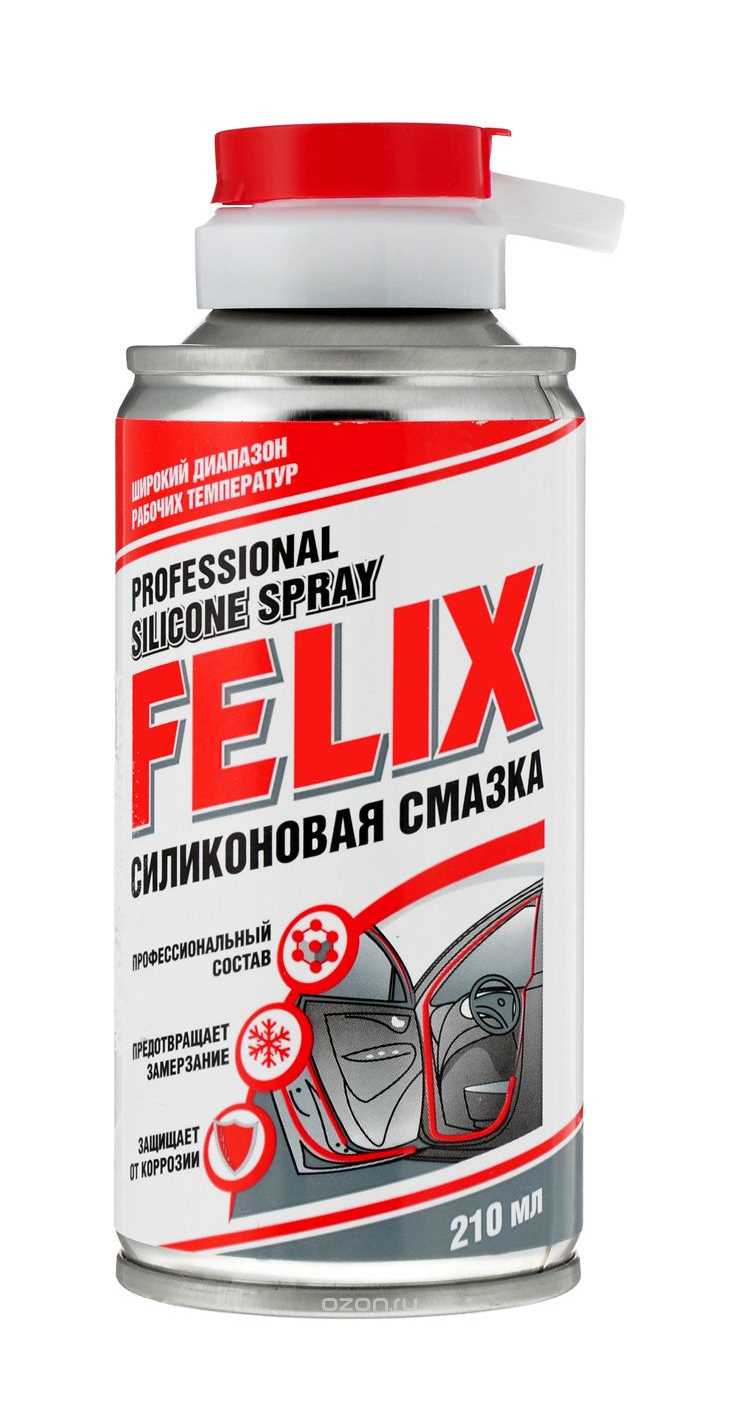 ШИРОКИЙ ДИАПАЗОН
РАБОЧИХ ТЕМПЕРАТУР
PROFESSIONAL
SILICONE SPRAY
FELIX
СИЛИКОНОВАЯ СМАЗКА
ПРОФЕССИОНАЛЬНЫЙ
СОСТАВ
ПРЕДОТВРАЩАЕТ
ЗАМЕРЗАНИЕ
ЗАЩИЩАЕТ
ОТ КОРРОЗИИ
210 МЛ
ozon.ru